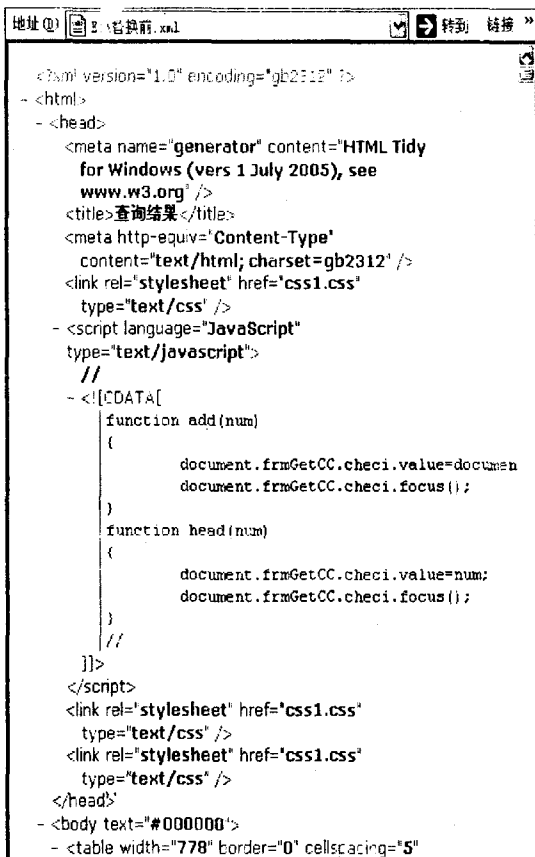 地址(D) E:\替换前.xml 转到 链接 »
<?xml version="1.0" encoding="gb2312" ?>
- <html>
- <head>
<meta name="generator" content="HTML Tidy
for Windows (vers 1 July 2005), see
www.w3.org" />
<title>查询结果</title>
<meta http-equiv="Content-Type"
content="text/html; charset=gb2312" />
<link rel="stylesheet" href="css1.css"
type="text/css" />
- <script language="JavaScript"
type="text/javascript">
//
- <![CDATA[
function add(num)
{
document.frmGetCC.checi.value=documen
document.frmGetCC.checi.focus();
}
function head(num)
{
document.frmGetCC.checi.value=num;
document.frmGetCC.checi.focus();
}
//
]]>
</script>
<link rel="stylesheet" href="css1.css"
type="text/css" />
<link rel="stylesheet" href="css1.css"
type="text/css" />
</head>
- <body text="#000000">
- <table width="778" border="0" cellspacing="5"